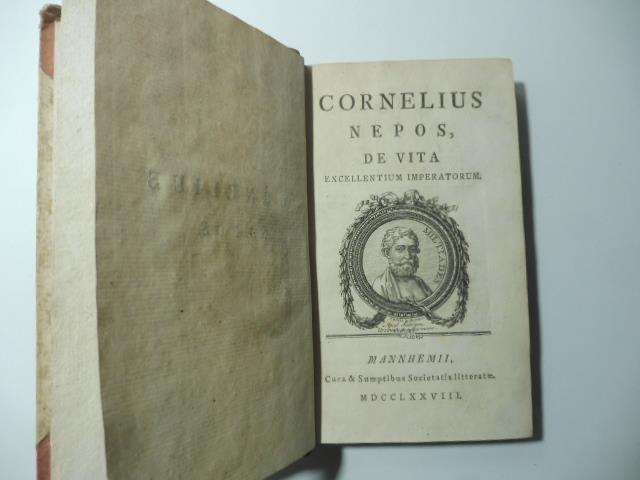 CORNELIUS
NEPOS,
DE VITA
EXCELLENTIUM IMPERATORUM.
MILTIADES
MANNHEMII,
Cura & Sumptibus Societatis litteratæ.
MDCCLXXVIII.